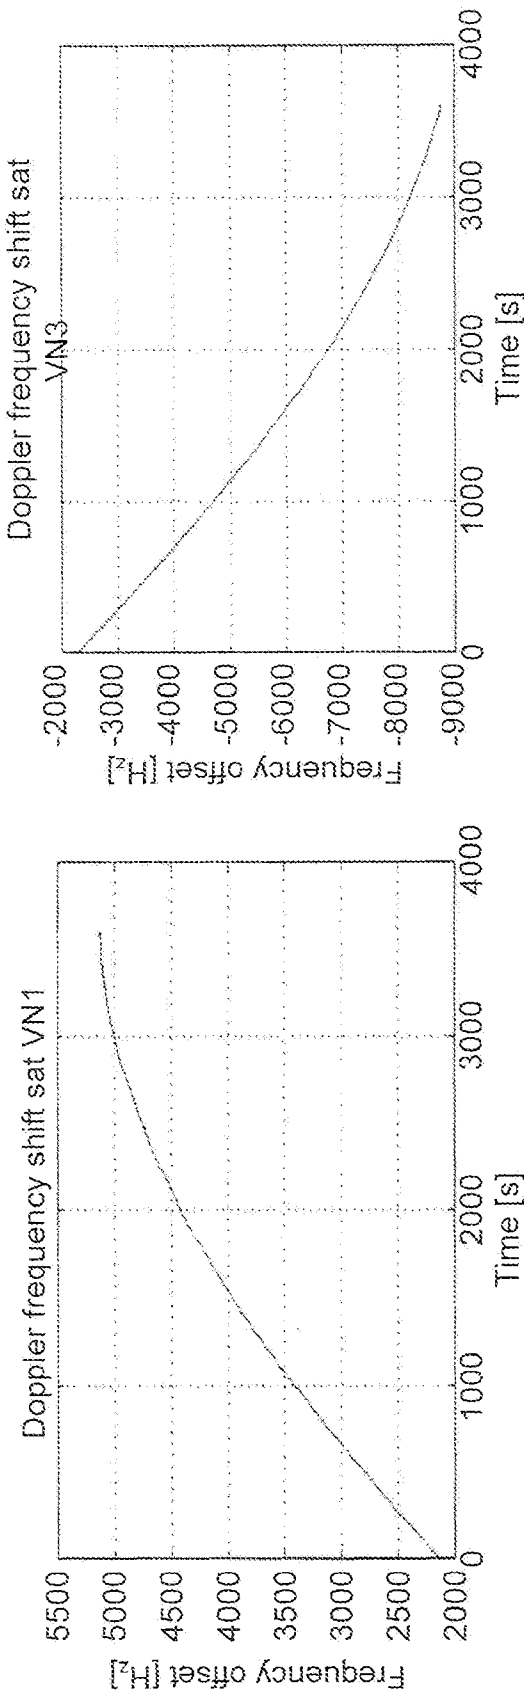 Doppler frequency shift sat VN1
Frequency offset [Hz]
5500
5000
4500
4000
3500
3000
2500
2000
0 1000 2000 3000 4000
Time [s]
Doppler frequency shift sat
VN3
Frequency offset [Hz]
-2000
-3000
-4000
-5000
-6000
-7000
-8000
-9000
0 1000 2000 3000 4000
Time [s]